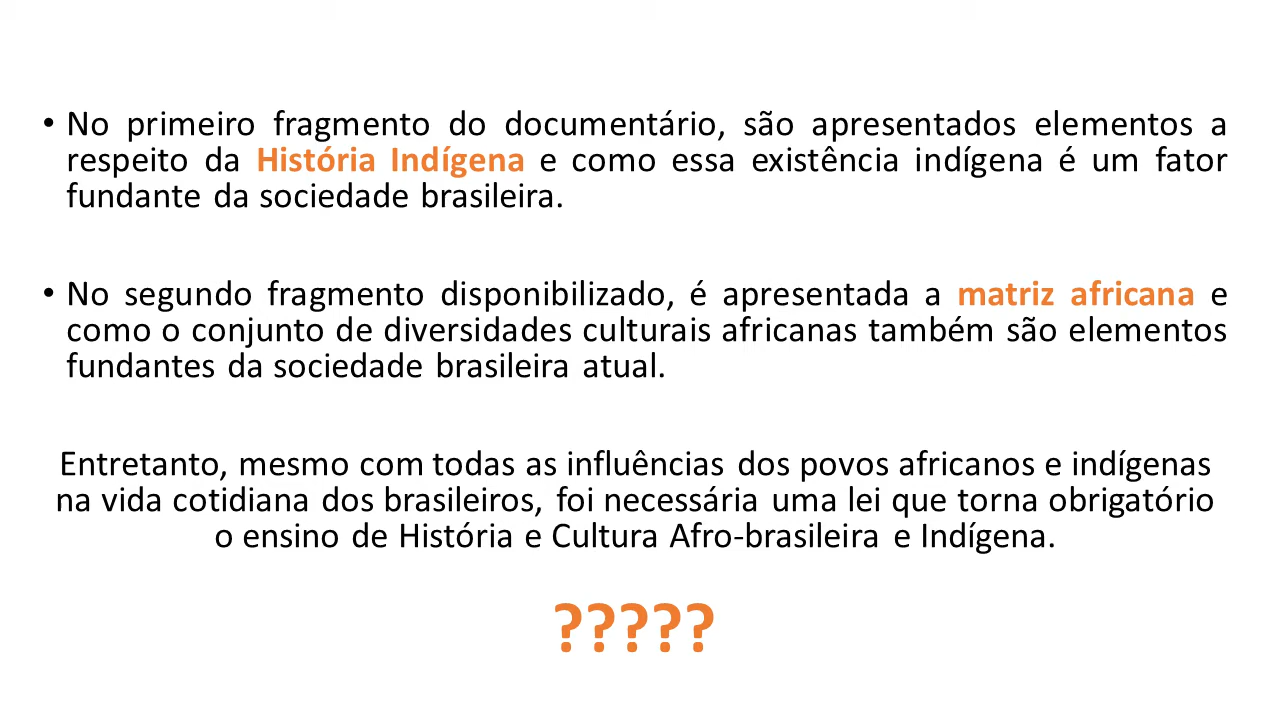 • No primeiro fragmento do documentário, são apresentados elementos a
respeito da História Indígena e como essa existência indígena é um fator
fundante da sociedade brasileira.
• No segundo fragmento disponibilizado, é apresentada a matriz africana e
como o conjunto de diversidades culturais africanas também são elementos
fundantes da sociedade brasileira atual.
Entretanto, mesmo com todas as influências dos povos africanos e indígenas
na vida cotidiana dos brasileiros, foi necessária uma lei que torna obrigatório
o ensino de História e Cultura Afro-brasileira e Indígena.
?????